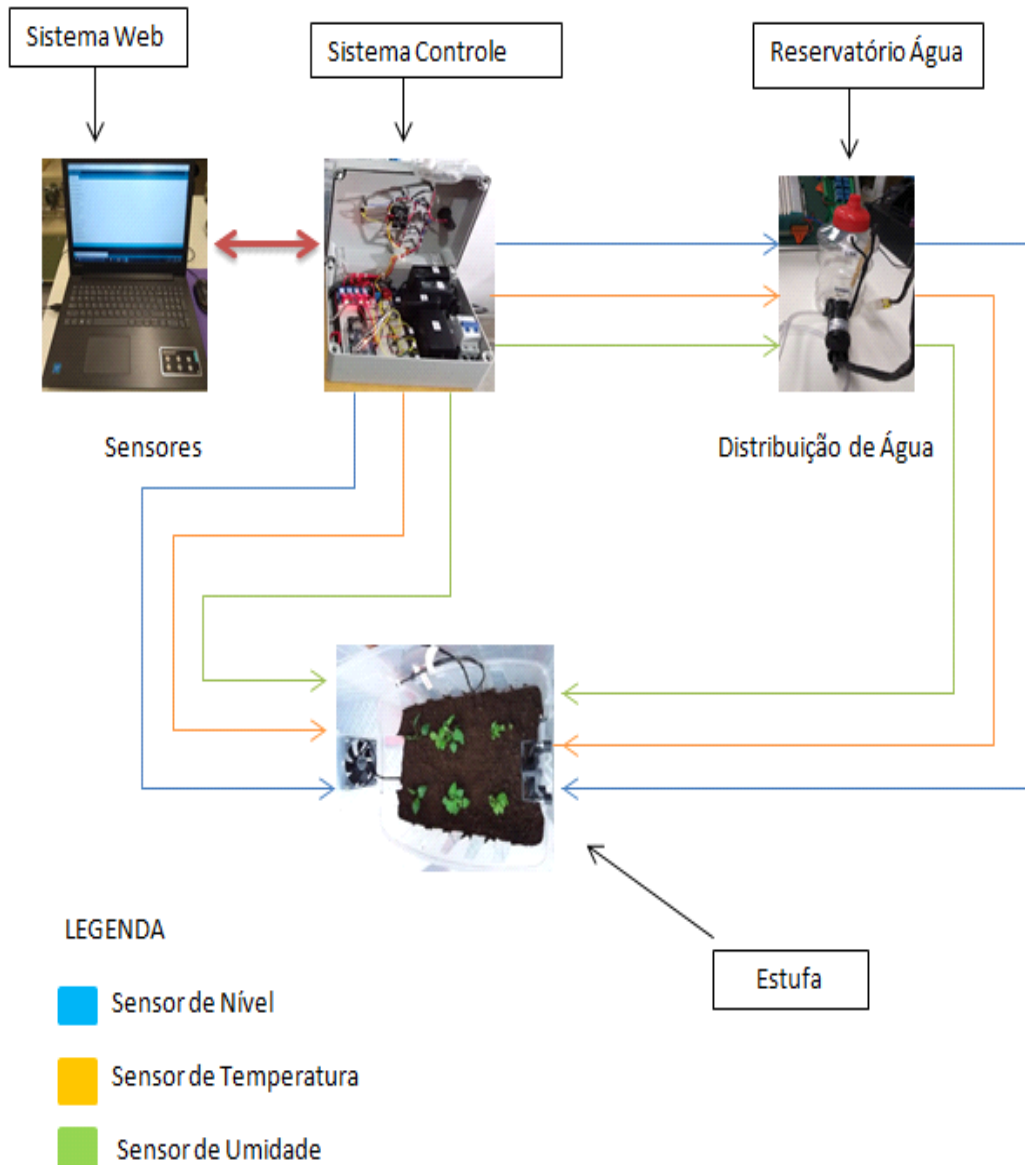 Sistema Web
Sistema Controle
Reservatório Água
Sensores
Distribuição de Água
Estufa
LEGENDA
Sensor de Nível
Sensor de Temperatura
Sensor de Umidade